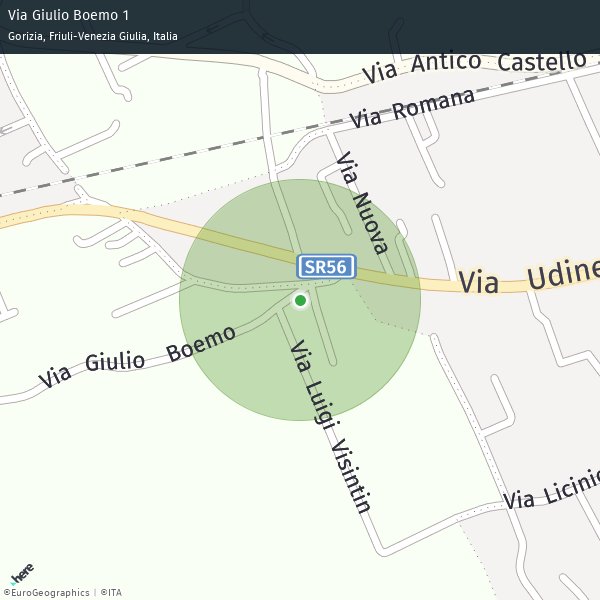 Via Giulio Boemo 1
Gorizia, Friuli-Venezia Giulia, Italia
Via Antico Castello
Via Romana
Via Nuova
SR56
Via Udine
Via Giulio Boemo
Via Luigi Visintin
Via Licinio
here
©EuroGeographics | ©ITA